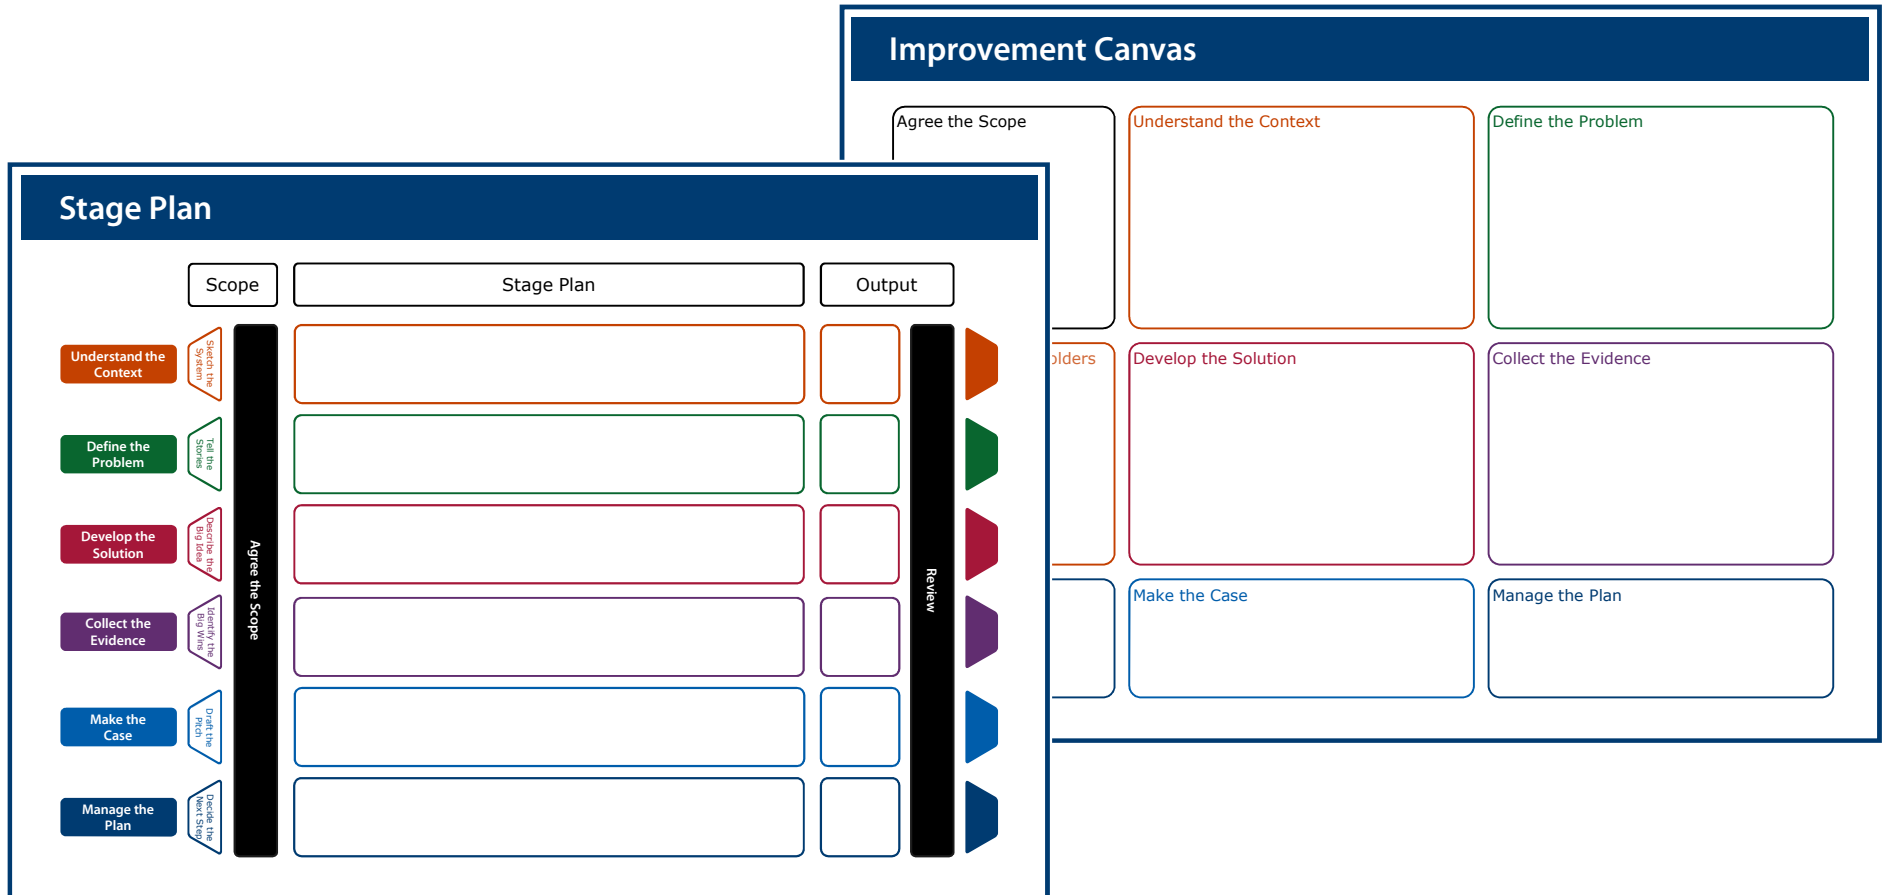 Improvement Canvas
Agree the Scope
Understand the Context
Define the Problem
Develop the Solution
Collect the Evidence
Make the Case
Manage the Plan
Stage Plan
Scope
Stage Plan
Output
Understand the
Context
Sketch the
System
Define the
Problem
Tell the
Stories
Develop the
Solution
Describe the
Big Idea
Collect the
Evidence
Identify the
Big Wins
Make the
Case
Draft the
Pitch
Manage the
Plan
Decide the
Next Step
Agree the Scope
Review